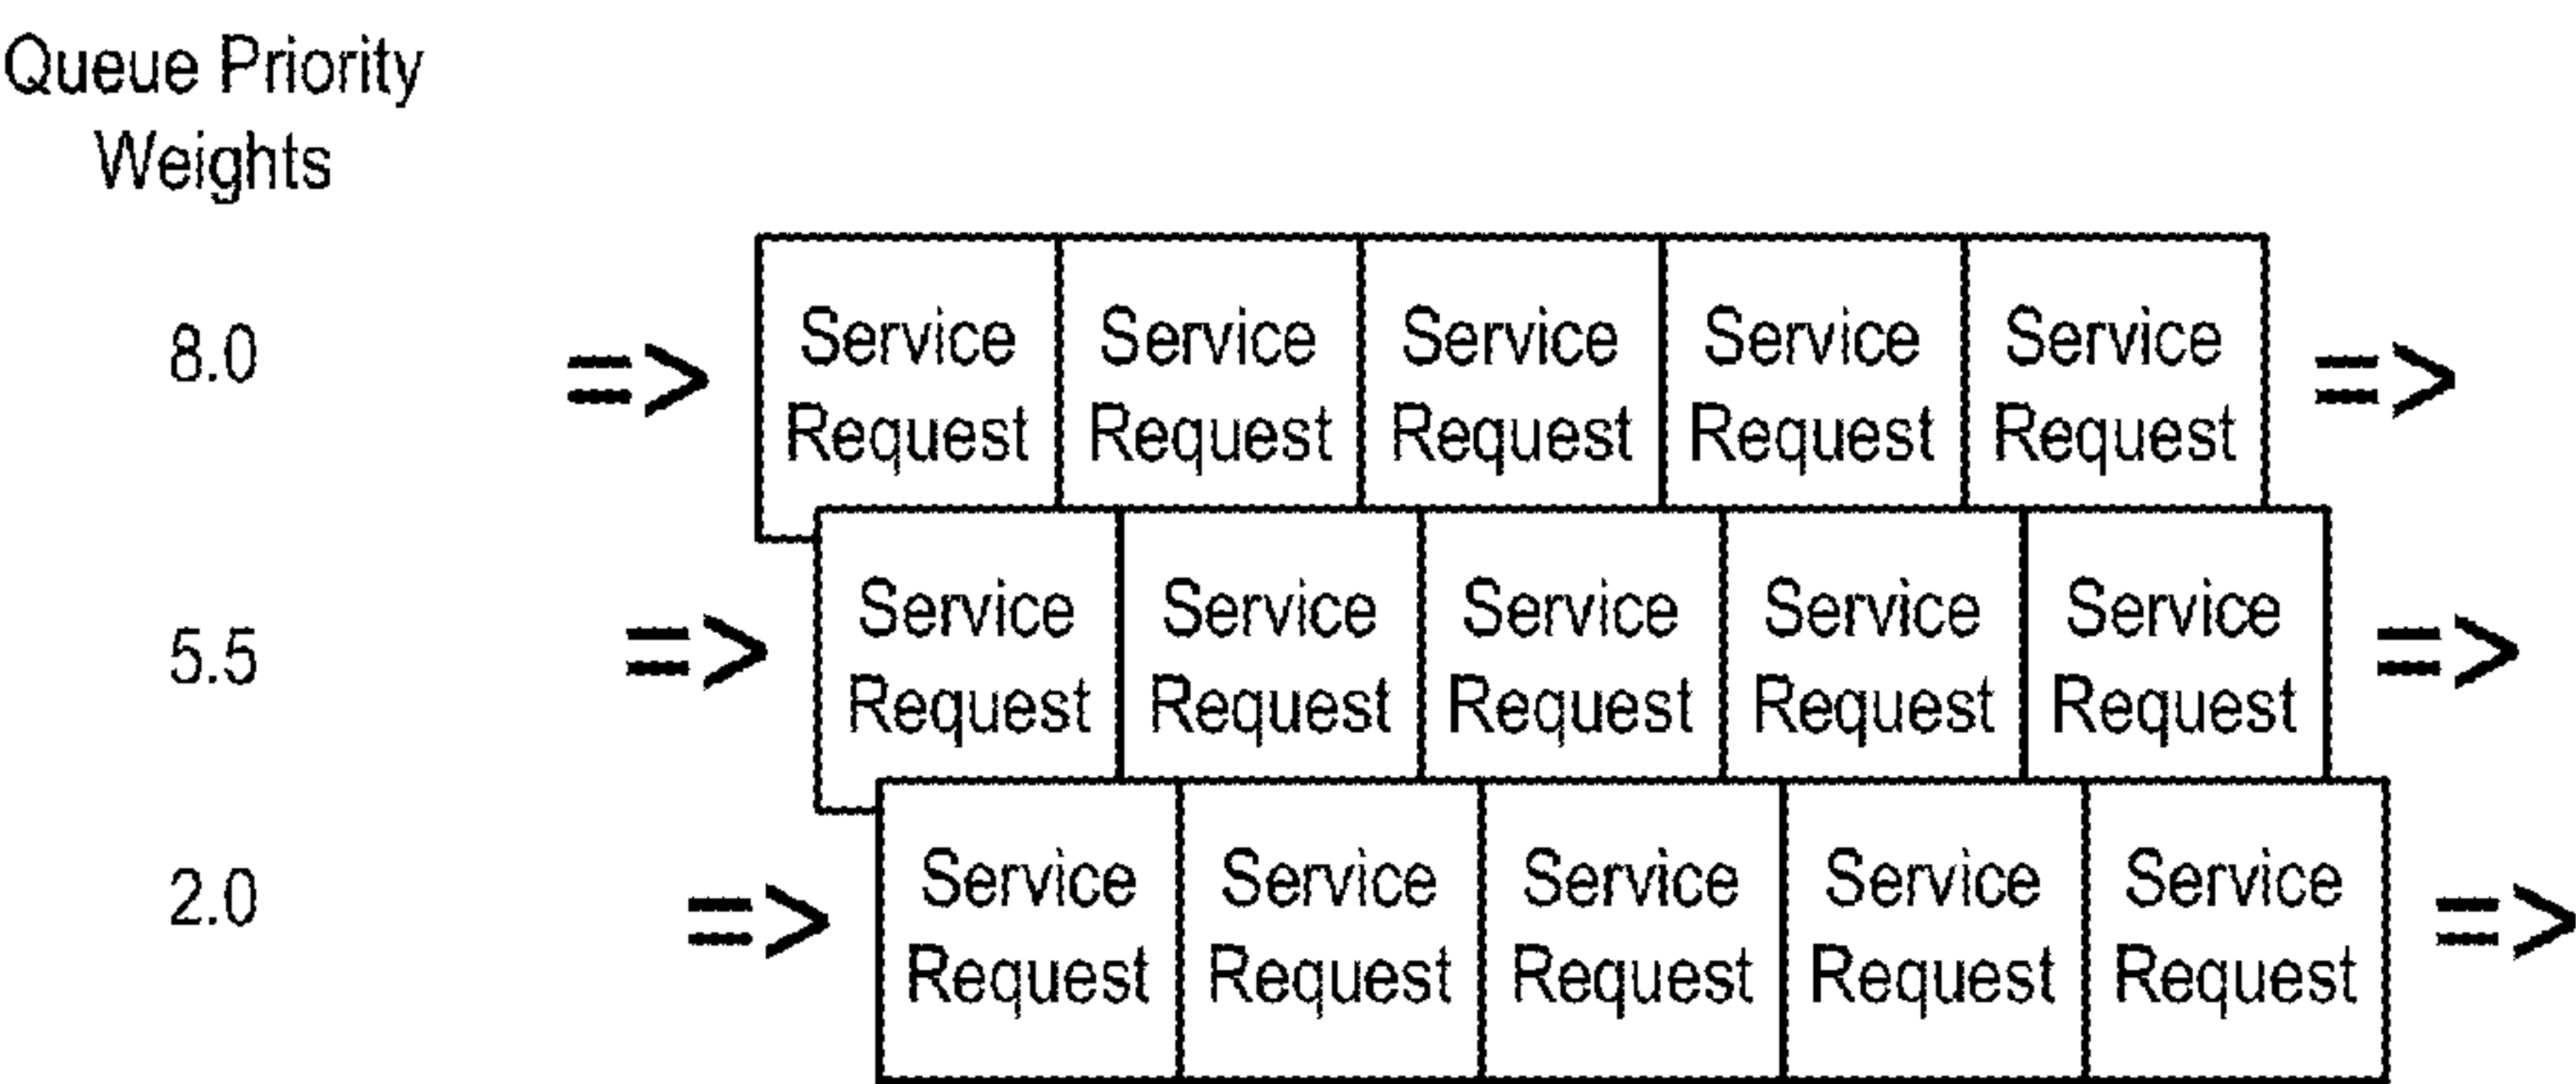 Queue Priority
Weights
8.0 => Service Service Service Service Service =>
Request Request Request Request Request
5.5 => Service Service Service Service Service =>
Request Request Request Request Request
2.0 => Service Service Service Service Service =>
Request Request Request Request Request